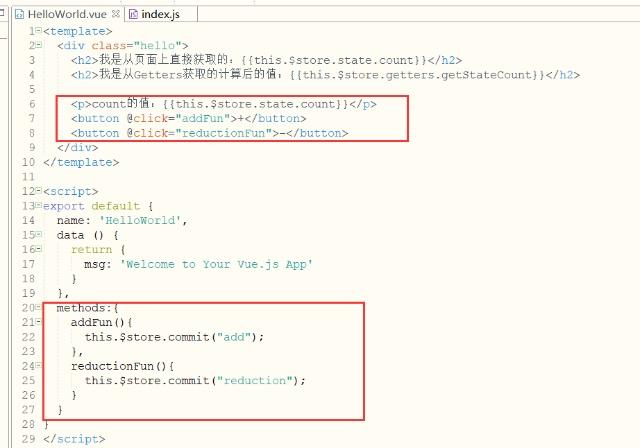 HelloWorld.vue index.js
1 <template>
2 <div class="hello">
3 <h2>我是从页面上直接获取的：{{this.$store.state.count}}</h2>
4 <h2>我是从Getters获取的计算后的值：{{this.$store.getters.getStateCount}}</h2>
5
6 <p>count的值：{{this.$store.state.count}}</p>
7 <button @click="addFun">+</button>
8 <button @click="reductionFun">-</button>
9 </div>
10 </template>
11
12 <script>
13 export default {
14 name: 'HelloWorld',
15 data () {
16 return {
17 msg: 'Welcome to Your Vue.js App'
18 }
19 },
20 methods:{
21 addFun(){
22 this.$store.commit("add");
23 },
24 reductionFun(){
25 this.$store.commit("reduction");
26 }
27 }
28 }
29 </script>